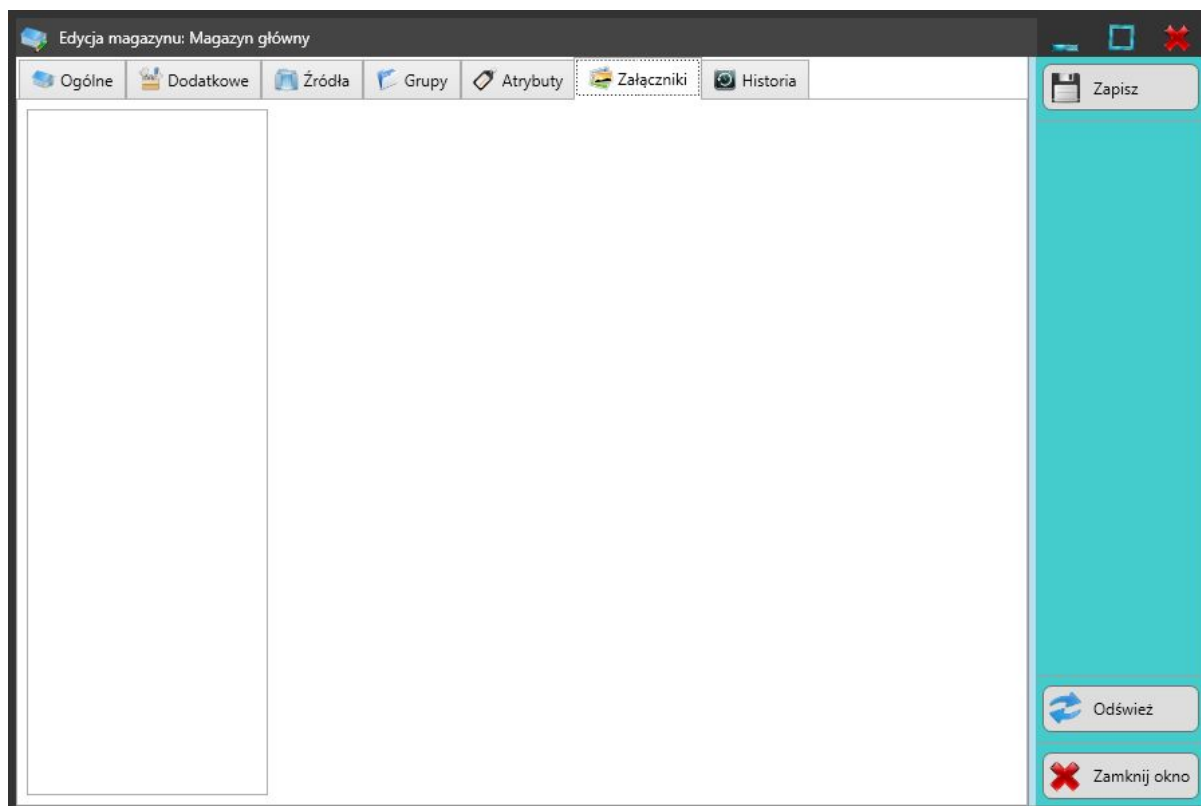 Edycja magazynu: Magazyn główny
Ogólne Dodatkowe Źródła Grupy Atrybuty Załączniki Historia
Zapisz
Odśwież
Zamknij okno